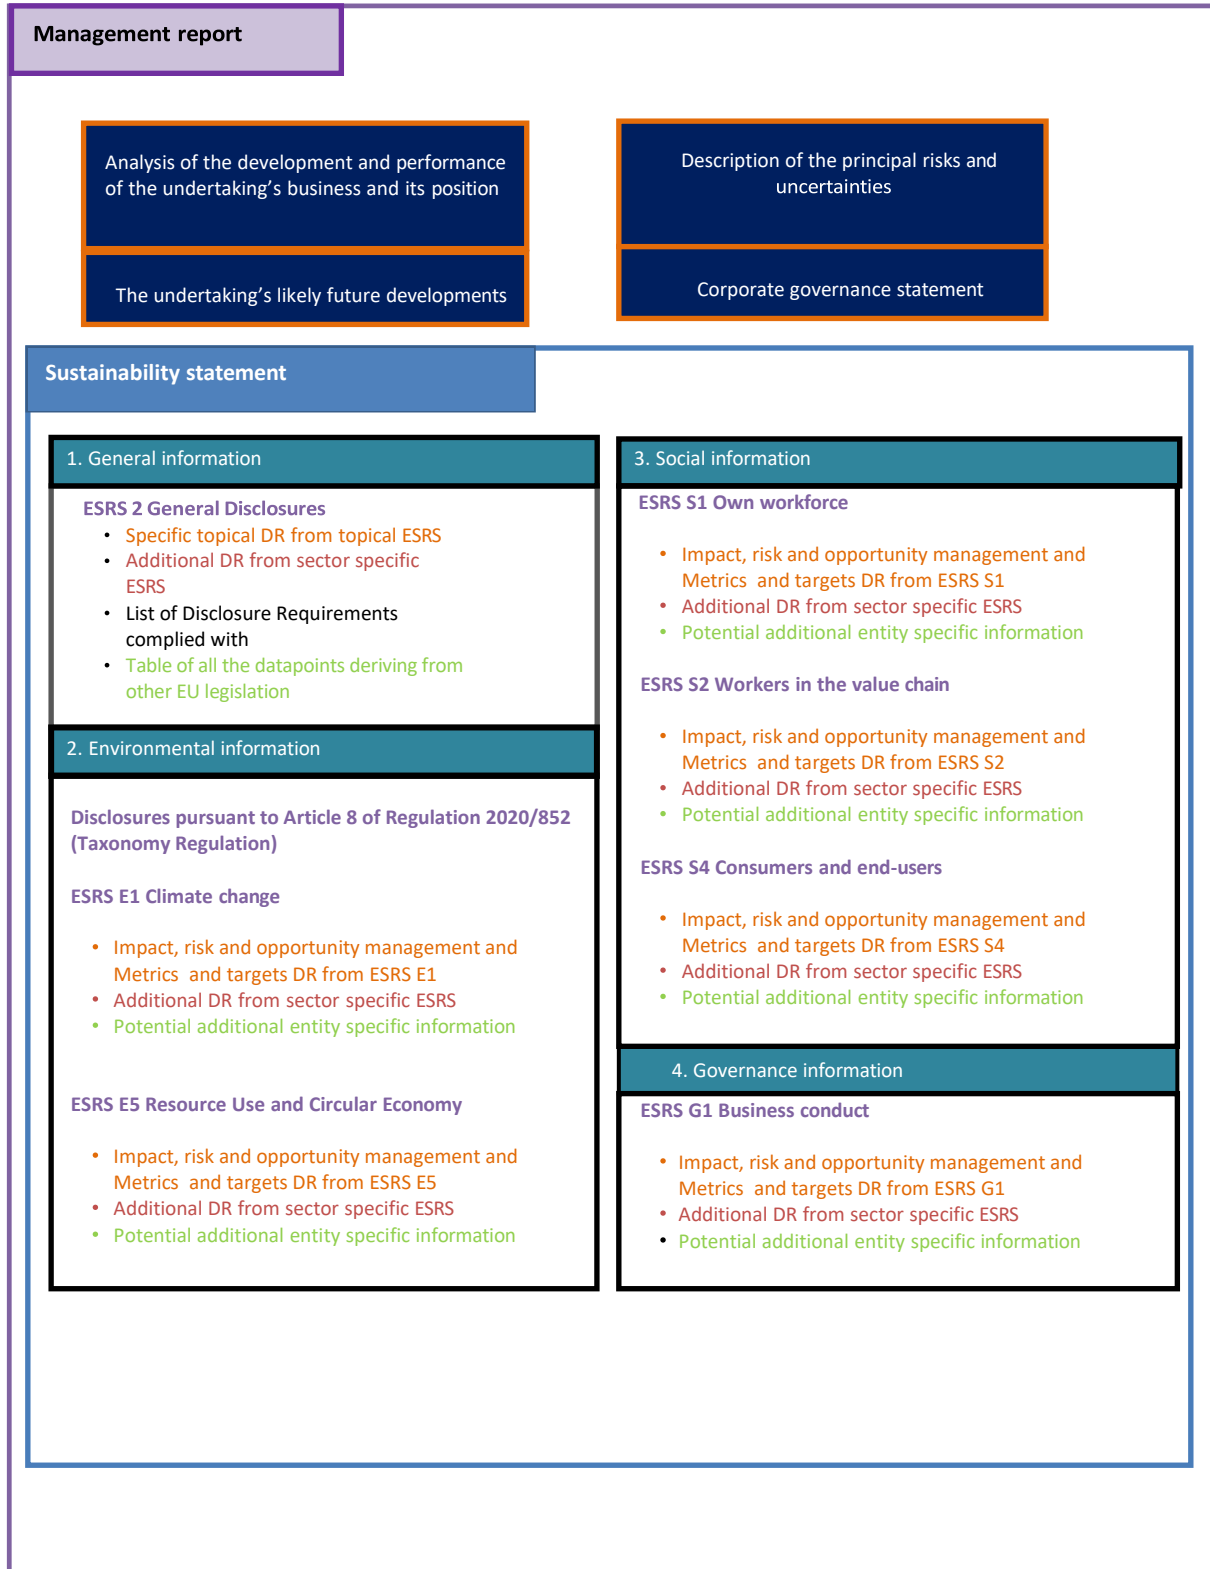 Management report
Analysis of the development and performance
of the undertaking's business and its position
The undertaking's likely future developments
Description of the principal risks and
uncertainties
Corporate governance statement
Sustainability statement
1. General information
ESRS 2 General Disclosures
• Specific topical DR from topical ESRS
• Additional DR from sector specific
ESRS
• List of Disclosure Requirements
complied with
• Table of all the datapoints deriving from
other EU legislation
2. Environmental information
Disclosures pursuant to Article 8 of Regulation 2020/852
(Taxonomy Regulation)
ESRS E1 Climate change
• Impact, risk and opportunity management and
Metrics and targets DR from ESRS E1
• Additional DR from sector specific ESRS
• Potential additional entity specific information
ESRS E5 Resource Use and Circular Economy
• Impact, risk and opportunity management and
Metrics and targets DR from ESRS E5
• Additional DR from sector specific ESRS
• Potential additional entity specific information
3. Social information
ESRS S1 Own workforce
• Impact, risk and opportunity management and
Metrics and targets DR from ESRS S1
• Additional DR from sector specific ESRS
• Potential additional entity specific information
ESRS S2 Workers in the value chain
• Impact, risk and opportunity management and
Metrics and targets DR from ESRS S2
• Additional DR from sector specific ESRS
• Potential additional entity specific information
ESRS S4 Consumers and end-users
• Impact, risk and opportunity management and
Metrics and targets DR from ESRS S4
• Additional DR from sector specific ESRS
• Potential additional entity specific information
4. Governance information
ESRS G1 Business conduct
• Impact, risk and opportunity management and
Metrics and targets DR from ESRS G1
• Additional DR from sector specific ESRS
• Potential additional entity specific information